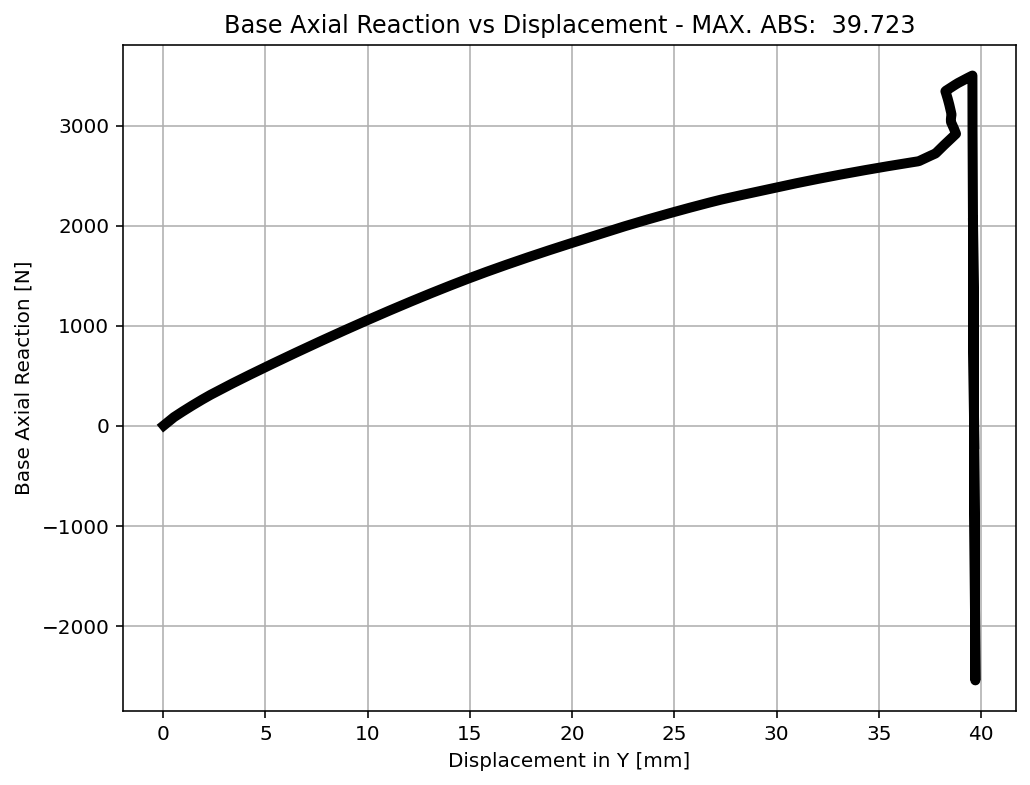 Base Axial Reaction vs Displacement - MAX. ABS:  39.723
Base Axial Reaction [N]
3000
2000
1000
0
−1000
−2000
0 5 10 15 20 25 30 35 40
Displacement in Y [mm]